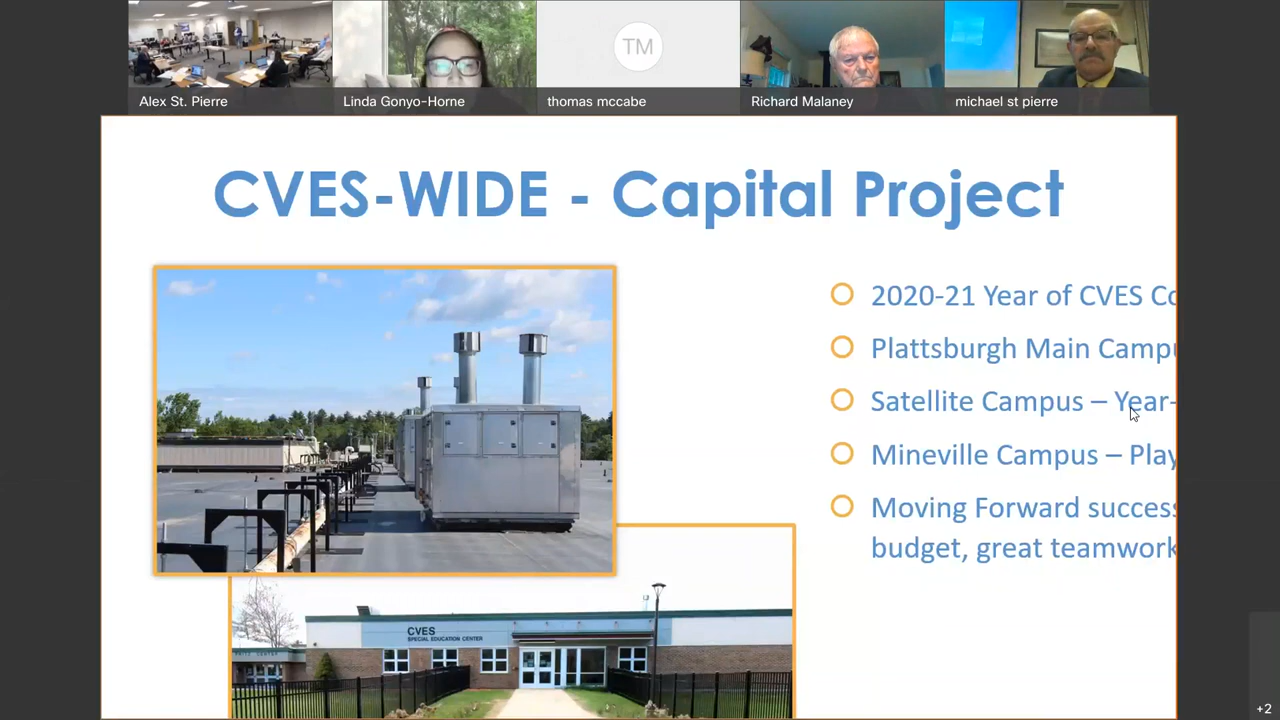 TM
Alex St. Pierre
Linda Gonyo-Horne
thomas mccabe
Richard Malaney
michael st pierre
CVES-WIDE - Capital Project
2020-21 Year of CVES Co
Plattsburgh Main Campu
Satellite Campus – Year-
Mineville Campus – Play
Moving Forward success
budget, great teamwork
CVES
SPECIAL EDUCATION CENTER
+2